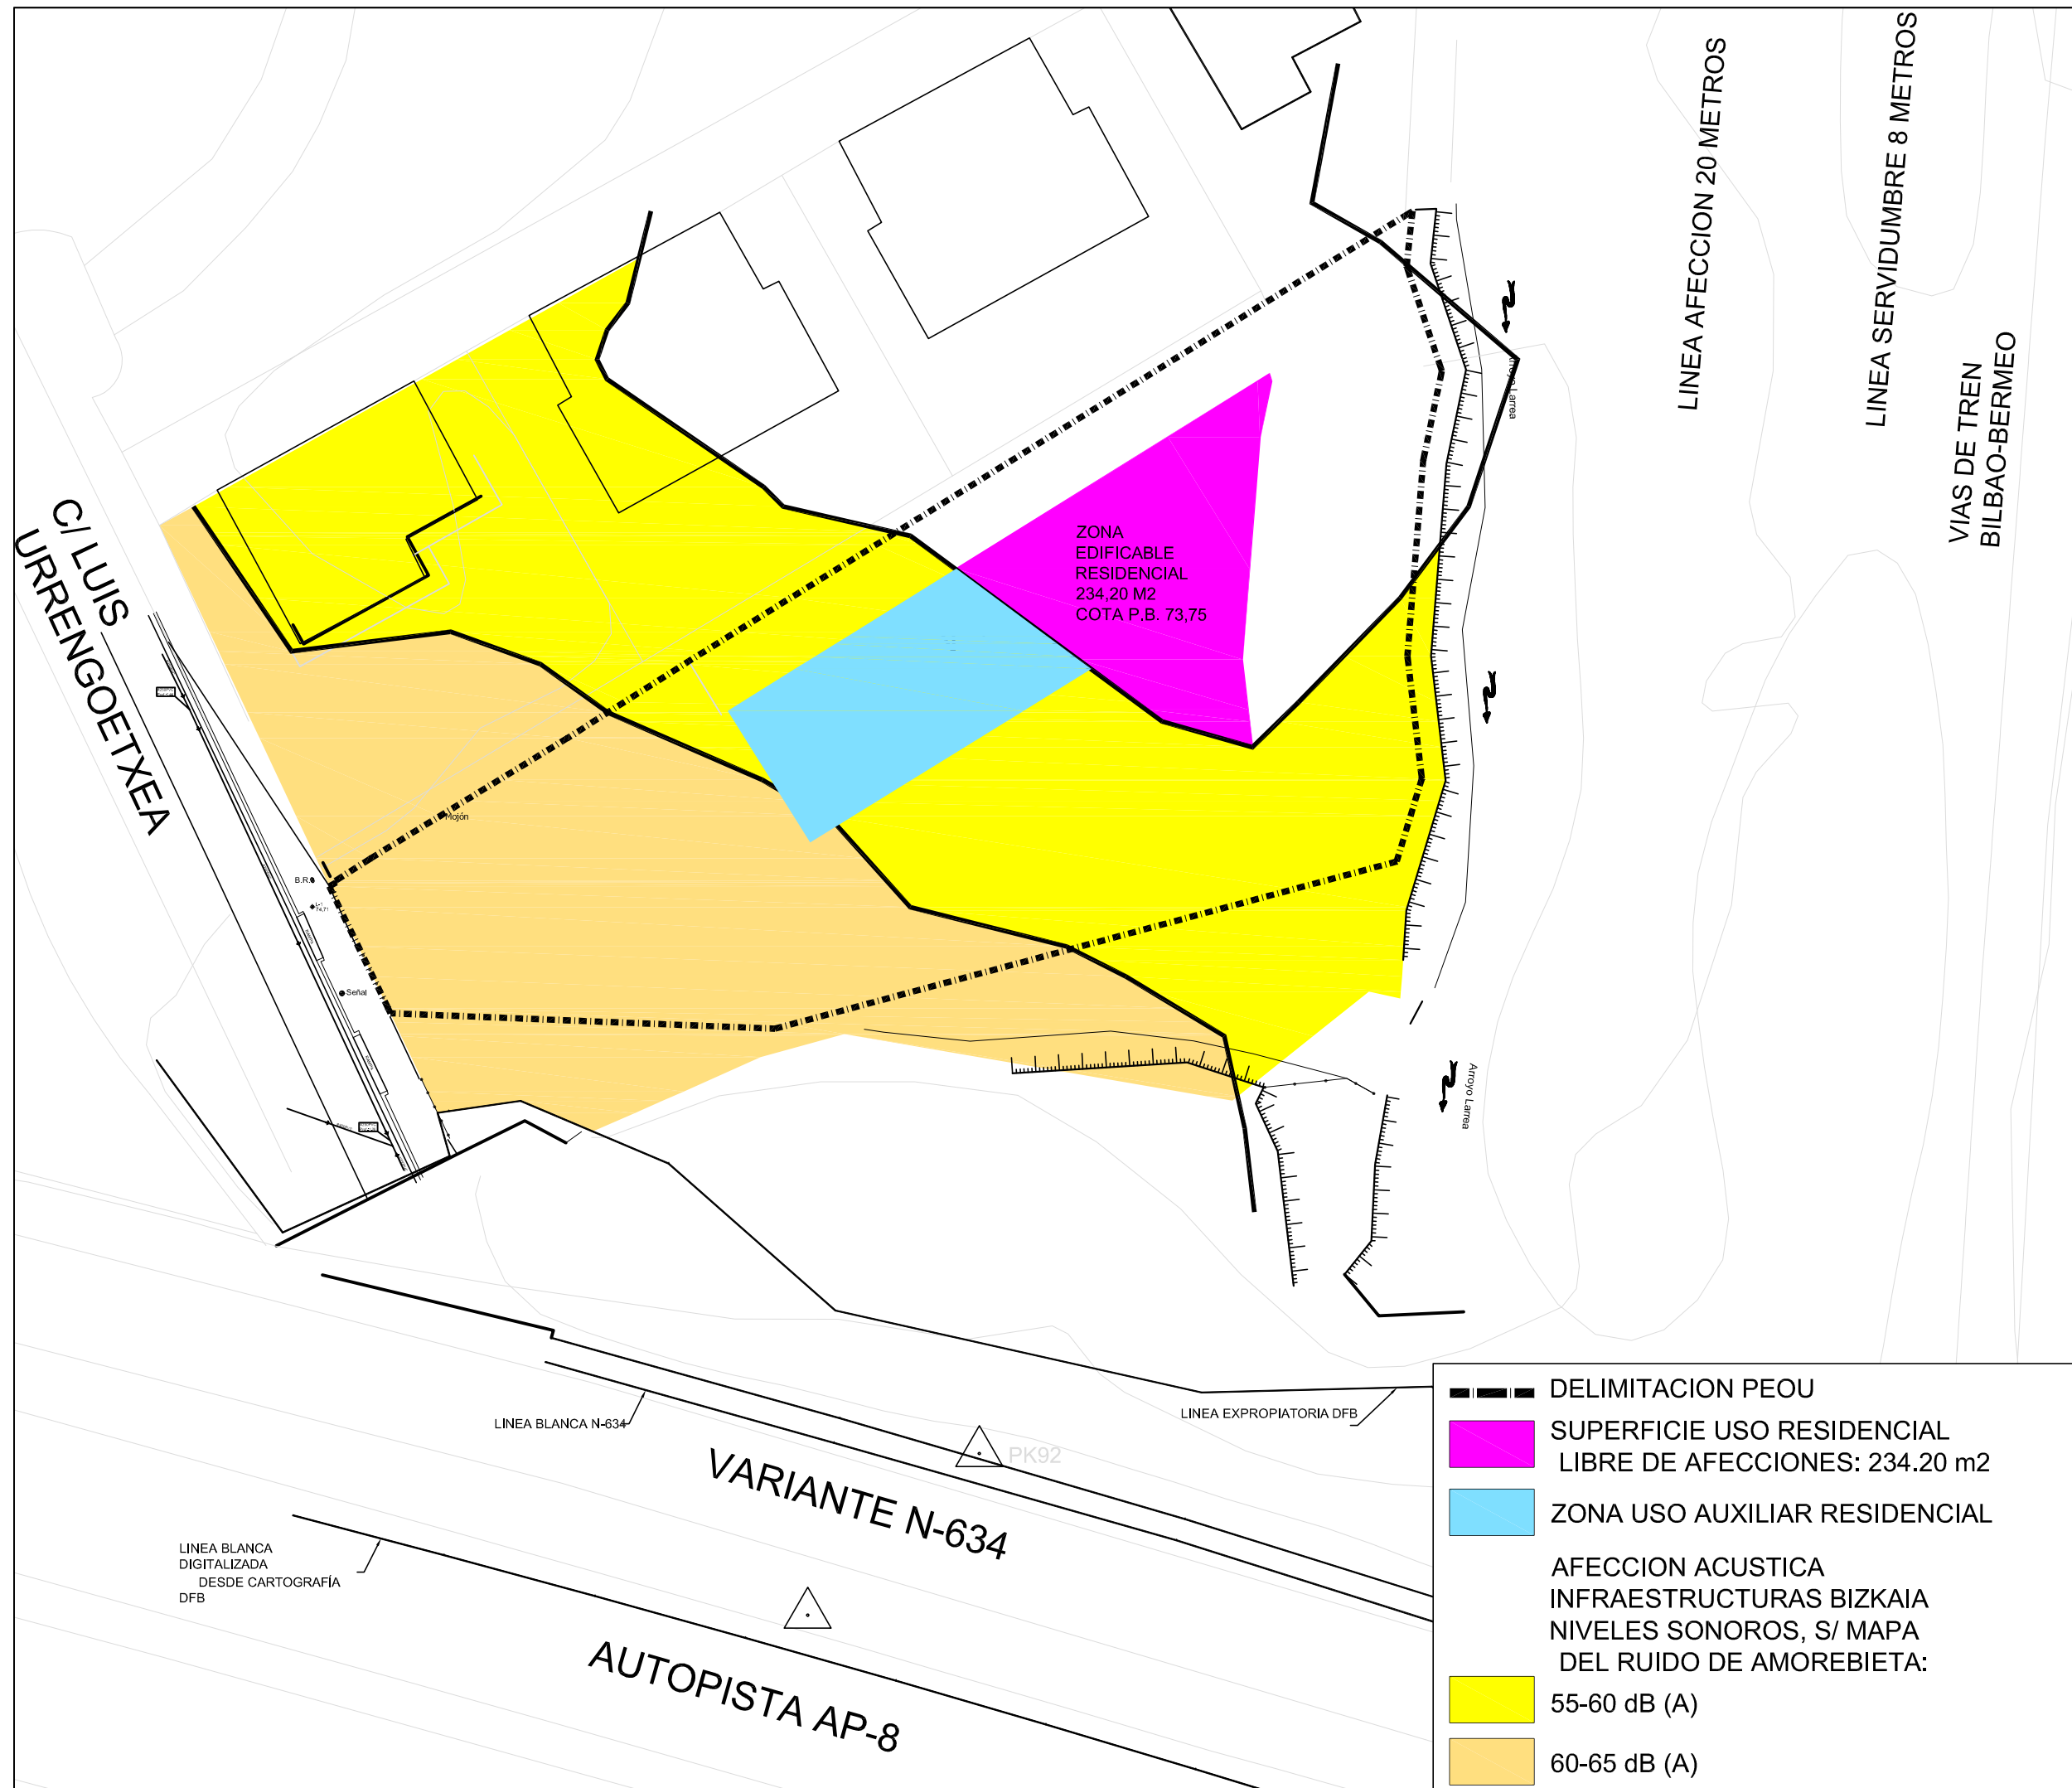 LINEA AFECCION 20 METROS
LINEA SERVIDUMBRE 8 METROS
VIAS DE TREN
BILBAO-BERMEO
C/ LUIS
URRENGOETXEA
ZONA
EDIFICABLE
RESIDENCIAL
234,20 M2
COTA P.B. 73,75
Mojón
B.R.
Señal
Arroyo Larrea
LINEA BLANCA N-634
LINEA EXPROPIATORIA DFB
PK92
VARIANTE N-634
LINEA BLANCA
DIGITALIZADA
DESDE CARTOGRAFÍA
DFB
AUTOPISTA AP-8
DELIMITACION PEOU
SUPERFICIE USO RESIDENCIAL
LIBRE DE AFECCIONES: 234.20 m2
ZONA USO AUXILIAR RESIDENCIAL
AFECCION ACUSTICA
INFRAESTRUCTURAS BIZKAIA
NIVELES SONOROS, S/ MAPA
DEL RUIDO DE AMOREBIETA:
55-60 dB (A)
60-65 dB (A)